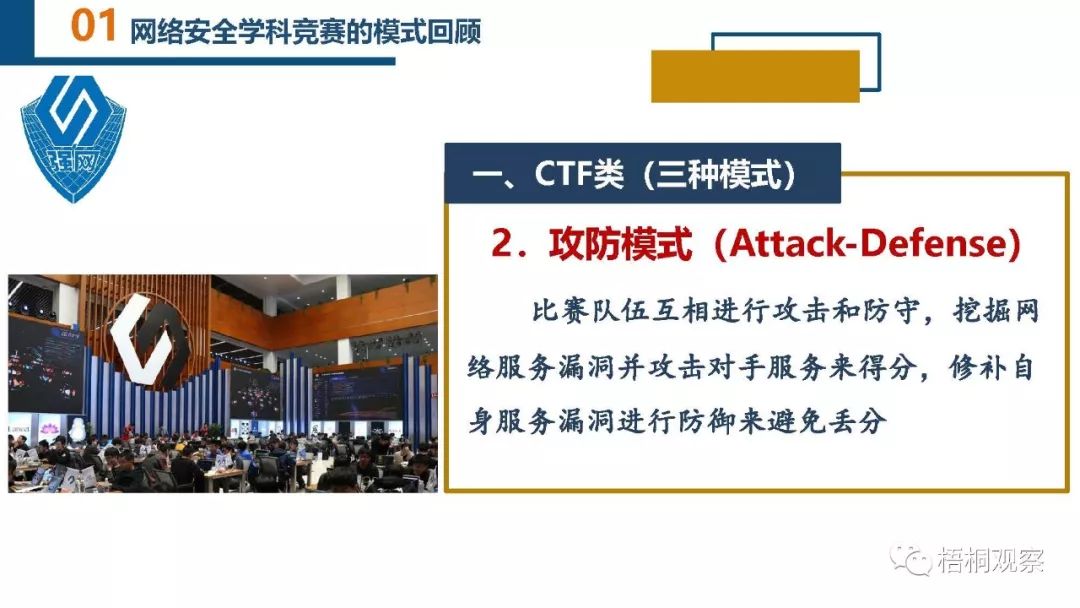 01 网络安全学科竞赛的模式回顾
强网
一、CTF类（三种模式）
2．攻防模式（Attack-Defense）
比赛队伍互相进行攻击和防守，挖掘网
络服务漏洞并攻击对手服务来得分，修补自
身服务漏洞进行防御来避免丢分
梧桐观察